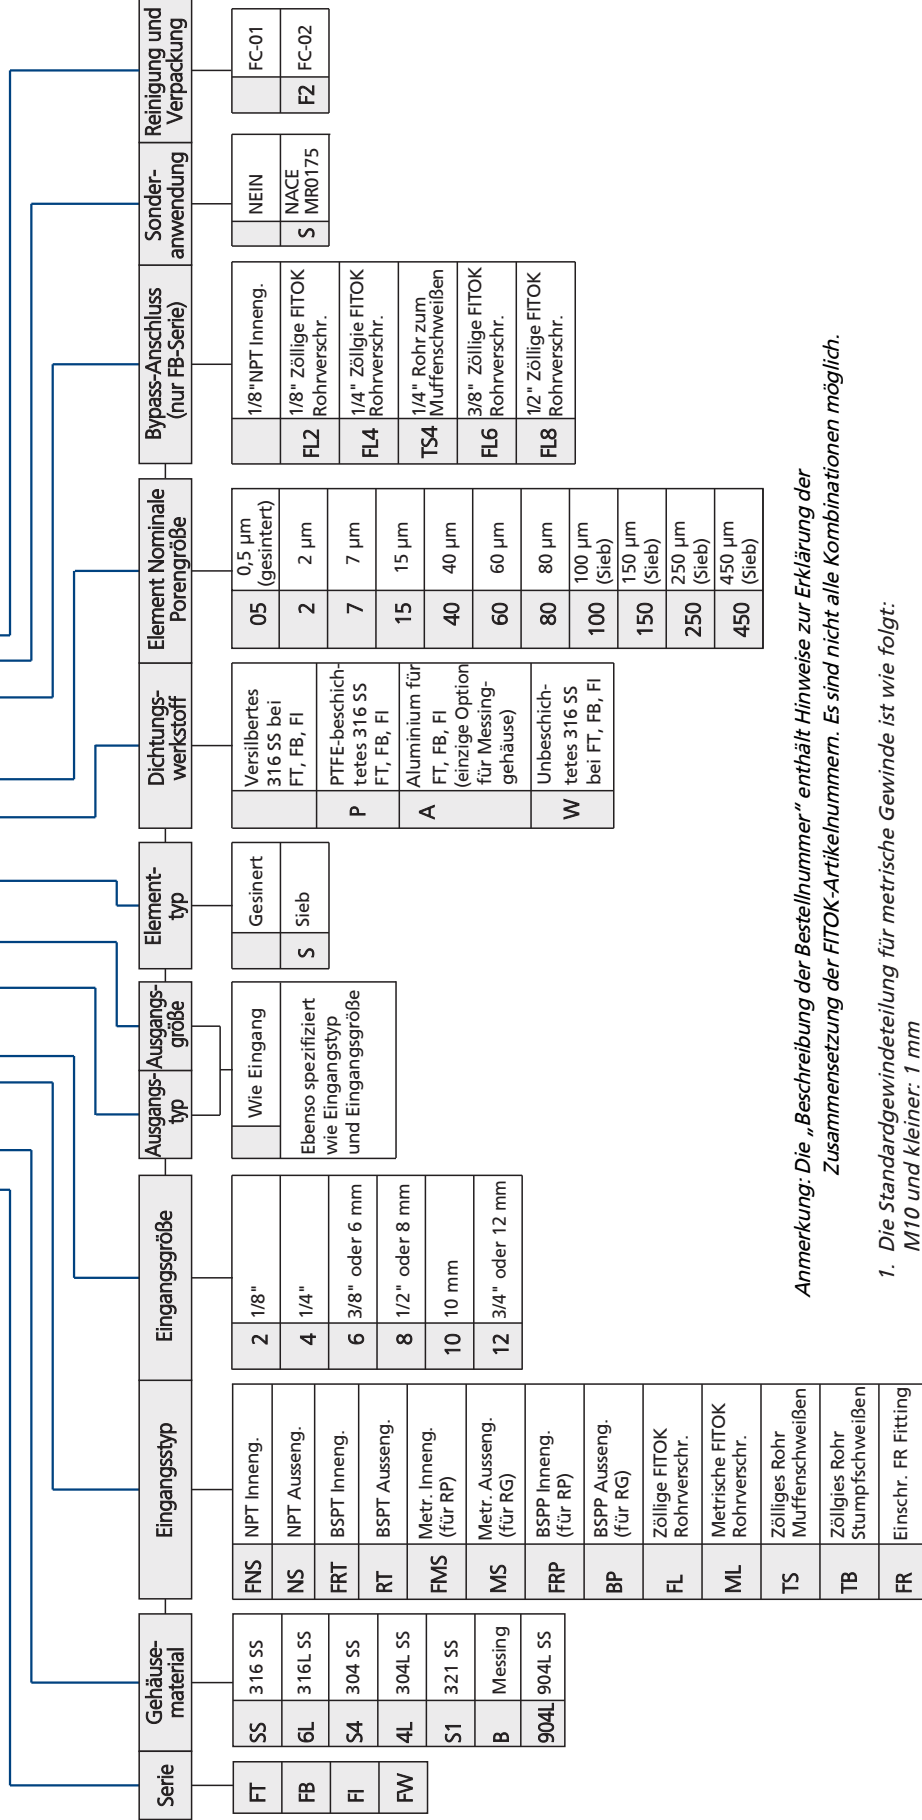 Serie
FT
FB
FI
FW
Gehäuse-
material
SS 316 SS
6L 316L SS
S4 304 SS
4L 304L SS
S1 321 SS
B Messing
904L 904L SS
Eingangsstyp
FNS NPT Inneng.
NS NPT Ausseng.
FRT BSPT Inneng.
RT BSPT Ausseng.
FMS Metr. Inneng.
(für RP)
MS Metr. Ausseng.
(für RG)
FRP BSPP Inneng.
(für RP)
BP BSPP Ausseng.
(für RG)
FL Zöllige FITOK
Rohrverschr.
ML Metrische FITOK
Rohrverschr.
TS Zölliges Rohr
Muffenschweißen
TB Zöllgies Rohr
Stumpfschweißen
FR Einschr. FR Fitting
Eingangsgröße
2 1/8"
4 1/4"
6 3/8" oder 6 mm
8 1/2" oder 8 mm
10 10 mm
12 3/4" oder 12 mm
Ausgangs-
typ
Ausgangs-
größe
Wie Eingang
Ebenso spezifiziert
wie Eingangstyp
und Eingangsgröße
Element-
typ
Gesinert
S Sieb
Dichtungs-
werkstoff
Versilbertes
316 SS bei
FT, FB, FI
P PTFE-beschich-
tetes 316 SS
FT, FB, FI
A Aluminium für
FT, FB, FI
(einzige Option
für Messing-
gehäuse)
W Unbeschich-
tetes 316 SS
bei FT, FB, FI
Element Nominale
Porengröße
05 0,5 µm
(gesintert)
2 2 µm
7 7 µm
15 15 µm
40 40 µm
60 60 µm
80 80 µm
100 100 µm
(Sieb)
150 150 µm
(Sieb)
250 250 µm
(Sieb)
450 450 µm
(Sieb)
Bypass-Anschluss
(nur FB-Serie)
1/8"NPT Inneng.
FL2 1/8" Zöllige FITOK
Rohrverschr.
FL4 1/4" Zöllgie FITOK
Rohrverschr.
TS4 1/4" Rohr zum
Muffenschweißen
FL6 3/8" Zöllige FITOK
Rohrverschr.
FL8 1/2" Zöllige FITOK
Rohrverschr.
Sonder-
anwendung
NEIN
S NACE
MR0175
Reinigung und
Verpackung
FC-01
F2 FC-02
Anmerkung: Die „Beschreibung der Bestellnummer“ enthält Hinweise zur Erklärung der
Zusammensetzung der FITOK-Artikelnummern. Es sind nicht alle Kombinationen möglich.
1. Die Standardgewindeteilung für metrische Gewinde ist wie folgt:
M10 und kleiner: 1 mm